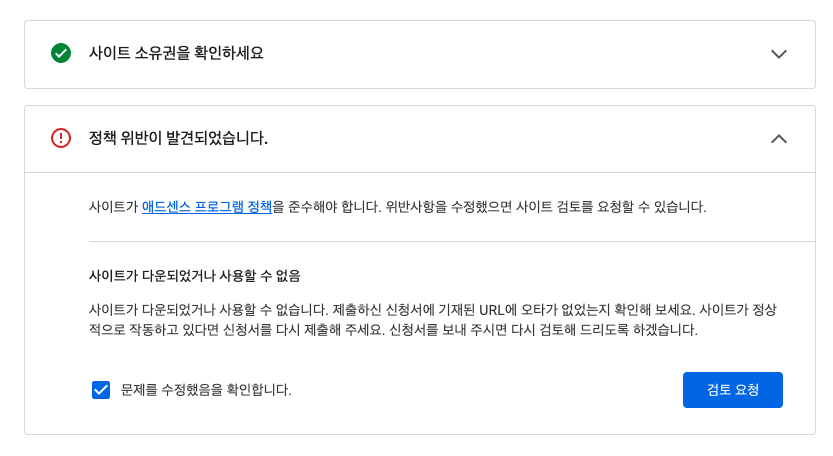 사이트 소유권을 확인하세요
정책 위반이 발견되었습니다.
사이트가 애드센스 프로그램 정책을 준수해야 합니다. 위반사항을 수정했으면 사이트 검토를 요청할 수 있습니다.
사이트가 다운되었거나 사용할 수 없음
사이트가 다운되었거나 사용할 수 없습니다. 제출하신 신청서에 기재된 URL에 오타가 없었는지 확인해 보세요. 사이트가 정상
적으로 작동하고 있다면 신청서를 다시 제출해 주세요. 신청서를 보내 주시면 다시 검토해 드리도록 하겠습니다.
문제를 수정했음을 확인합니다.
검토 요청